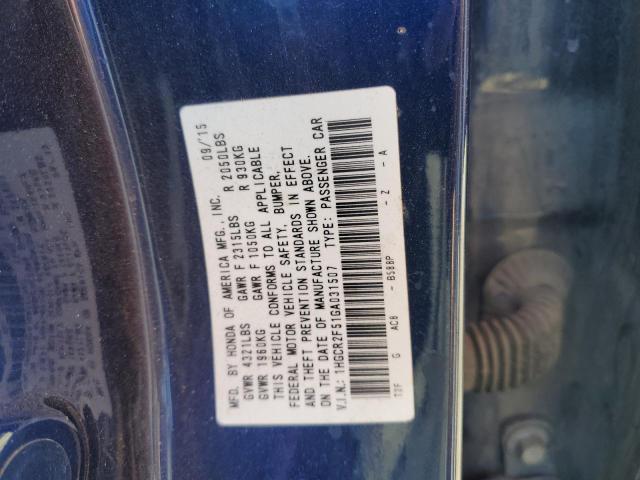 MFD. BY HONDA OF AMERICA MFG., INC. 09/15
GVWR 4321LBS GAWR F 2315LBS R 2050LBS
GVWR 1960KG GAWR F 1050KG R 930KG
THIS VEHICLE CONFORMS TO ALL APPLICABLE
FEDERAL MOTOR VEHICLE SAFETY, BUMPER,
AND THEFT PREVENTION STANDARDS IN EFFECT
ON THE DATE OF MANUFACTURE SHOWN ABOVE.
V.I.N.: 1HGCR2F51GA031507 TYPE: PASSENGER CAR
T2F G AC8 - B588P - Z - A